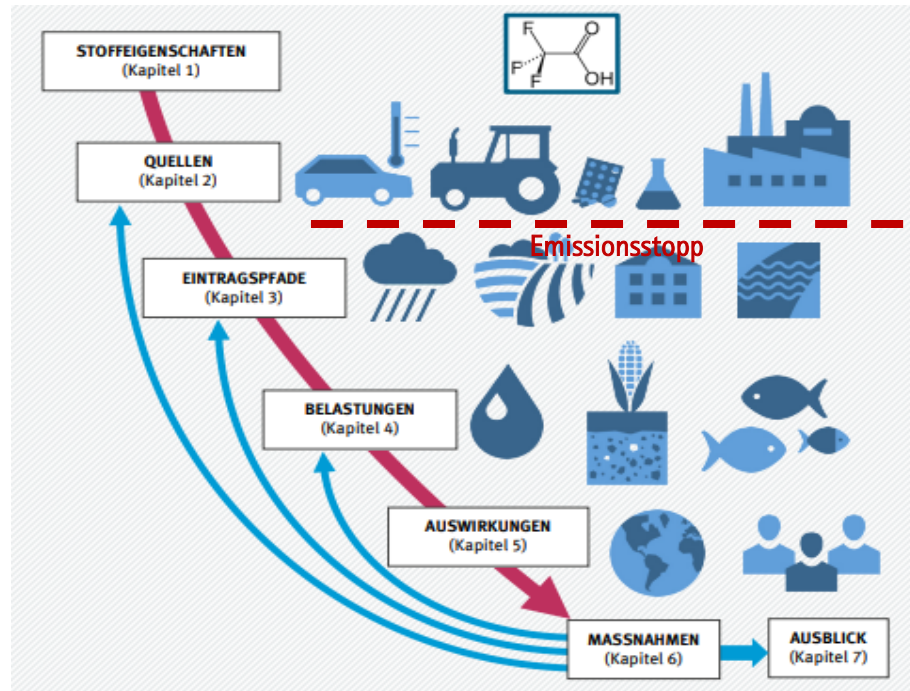 STOFFEIGENSCHAFTEN
(Kapitel 1)
F
O
F
F
OH
QUELLEN
(Kapitel 2)
Emissionsstopp
EINTRAGSPFADE
(Kapitel 3)
BELASTUNGEN
(Kapitel 4)
AUSWIRKUNGEN
(Kapitel 5)
MASSNAHMEN
(Kapitel 6)
AUSBLICK
(Kapitel 7)